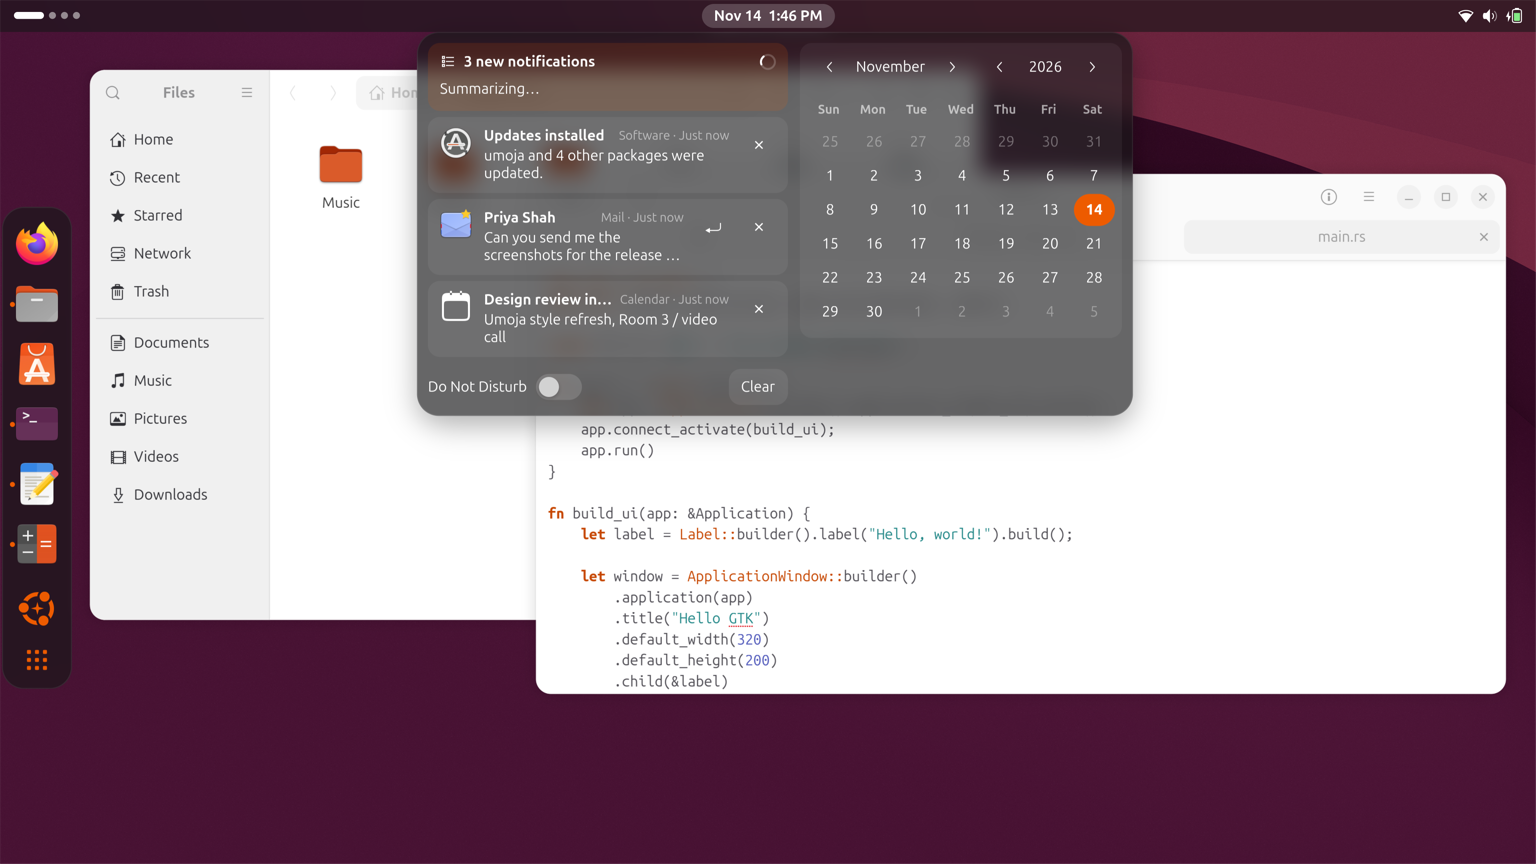 Nov 14 1:46 PM
3 new notifications
Summarizing…
Updates installed Software · Just now
umoja and 4 other packages were
updated.
Priya Shah Mail · Just now
Can you send me the
screenshots for the release …
Design review in… Calendar · Just now
Umoja style refresh, Room 3 / video
call
Do Not Disturb
Clear
November 2026
Sun Mon Tue Wed Thu Fri Sat
25 26 27 28 29 30 31
1 2 3 4 5 6 7
8 9 10 11 12 13 14
15 16 17 18 19 20 21
22 23 24 25 26 27 28
29 30 1 2 3 4 5
Files
Home
Recent
Starred
Network
Trash
Documents
Music
Pictures
Videos
Downloads
Music
main.rs
app.connect_activate(build_ui);
app.run()
}
fn build_ui(app: &Application) {
let label = Label::builder().label("Hello, world!").build();
let window = ApplicationWindow::builder()
.application(app)
.title("Hello GTK")
.default_width(320)
.default_height(200)
.child(&label)